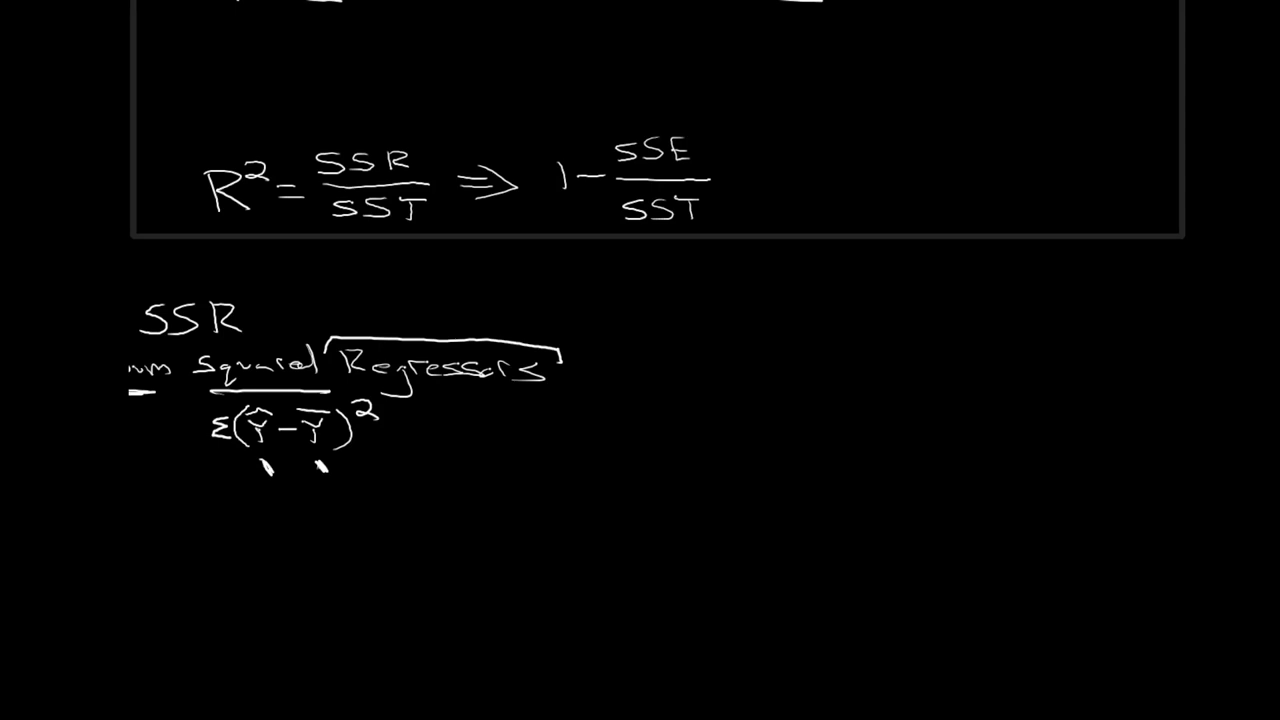 R² = SSR/SST ⇒ 1 - SSE/SST
SSR
Squared Regressors
Σ(Ŷ - Ȳ)²